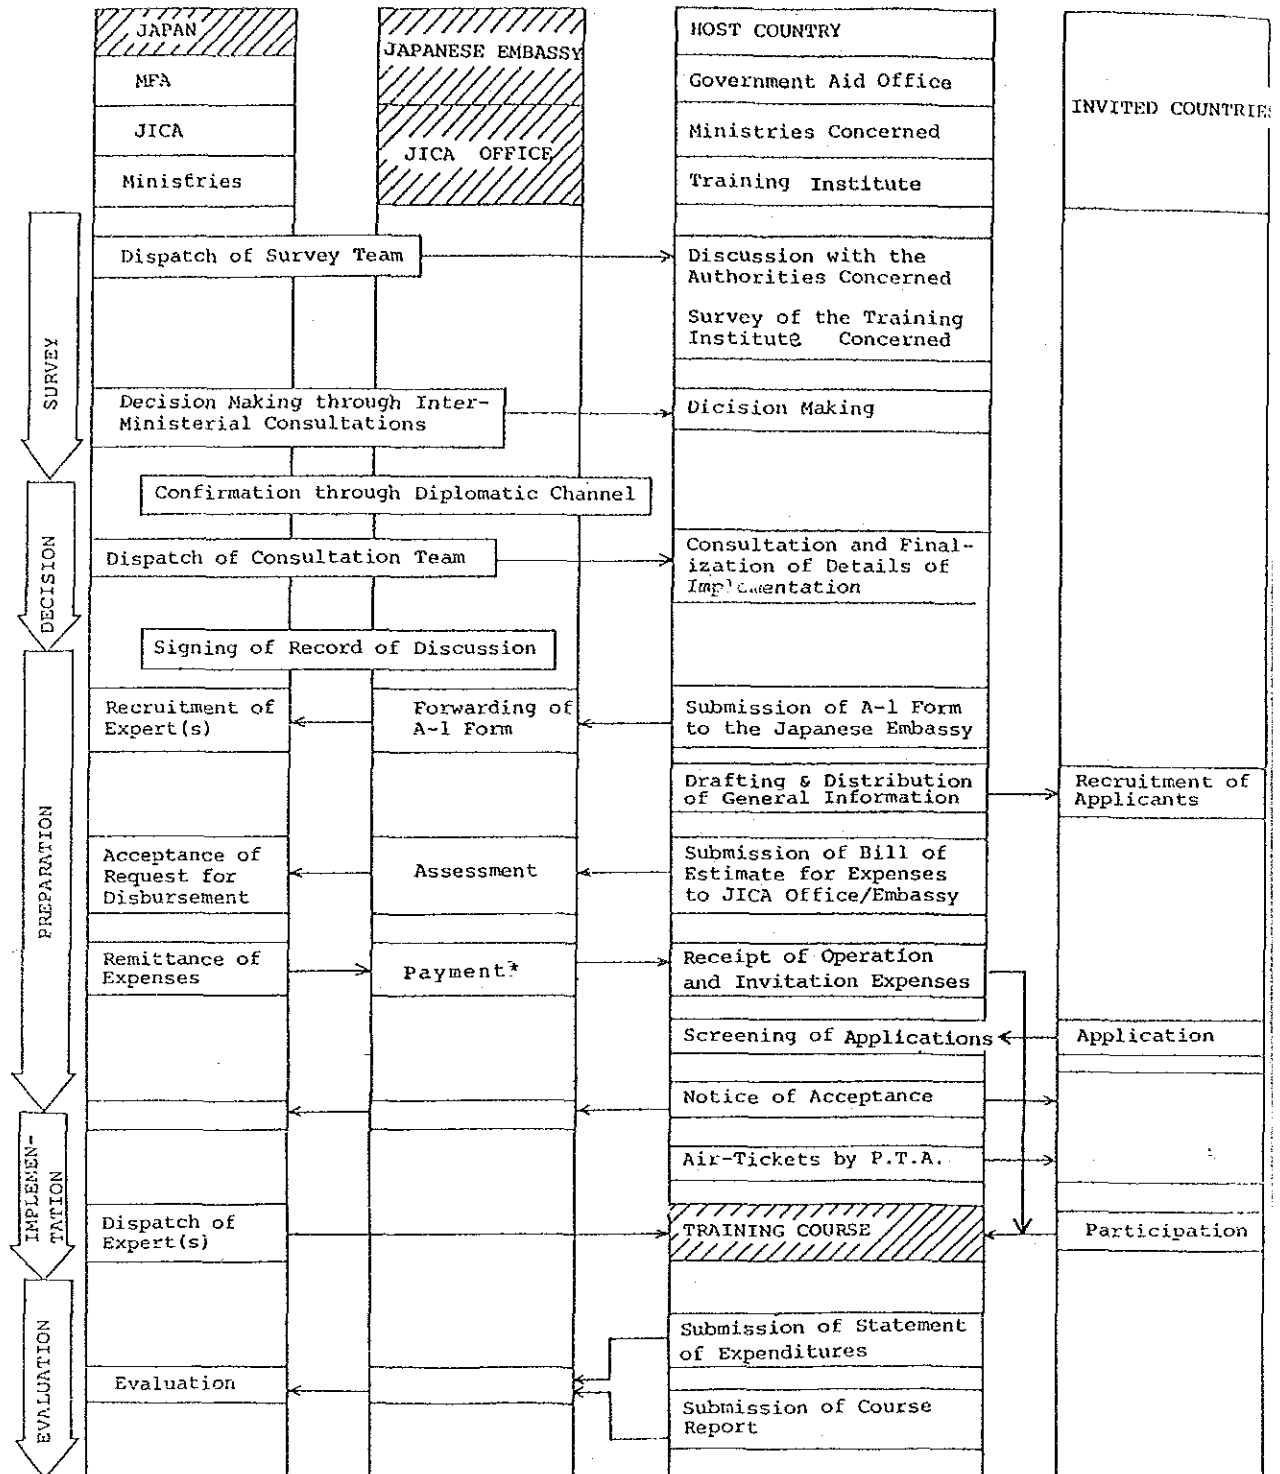 JAPAN
MFA
JICA
Ministries
JAPANESE EMBASSY
JICA OFFICE
HOST COUNTRY
Government Aid Office
Ministries Concerned
Training Institute
INVITED COUNTRIES
SURVEY
Dispatch of Survey Team
Discussion with the
Authorities Concerned
Survey of the Training
Institute Concerned
Decision Making through Inter-
Ministerial Consultations
Dicision Making
Confirmation through Diplomatic Channel
DECISION
Dispatch of Consultation Team
Consultation and Final-
ization of Details of
Implementation
Signing of Record of Discussion
PREPARATION
Recruitment of
Expert(s)
Forwarding of
A-1 Form
Submission of A-1 Form
to the Japanese Embassy
Drafting & Distribution
of General Information
Recruitment of
Applicants
Acceptance of
Request for
Disbursement
Assessment
Submission of Bill of
Estimate for Expenses
to JICA Office/Embassy
Remittance of
Expenses
Payment*
Receipt of Operation
and Invitation Expenses
Screening of Applications
Application
Notice of Acceptance
Air-Tickets by P.T.A.
IMPLEMEN-
TATION
Dispatch of
Expert(s)
TRAINING COURSE
Participation
EVALUATION
Submission of Statement
of Expenditures
Evaluation
Submission of Course
Report